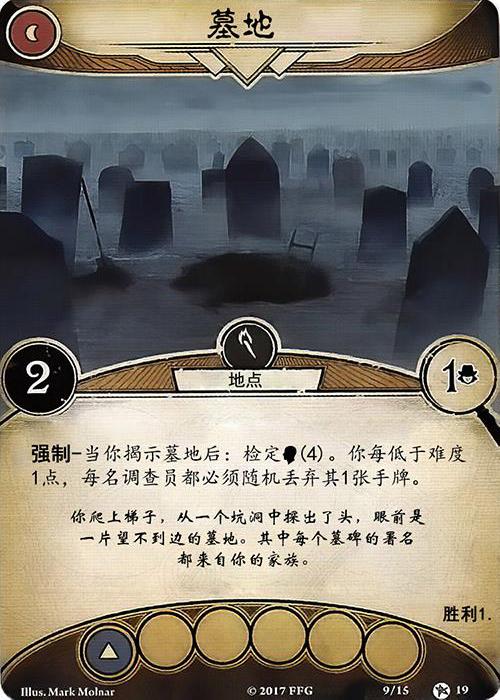 墓地
2
地点
1
强制-当你揭示墓地后：检定(4)。你每低于难度
1点，每名调查员都必须随机丢弃其1张手牌。
你爬上梯子，从一个坑洞中探出了头，眼前是
一片望不到边的墓地。其中每个墓碑的署名
都来自你的家族。
胜利1.
Illus. Mark Molnar
© 2017 FFG
9/15
19